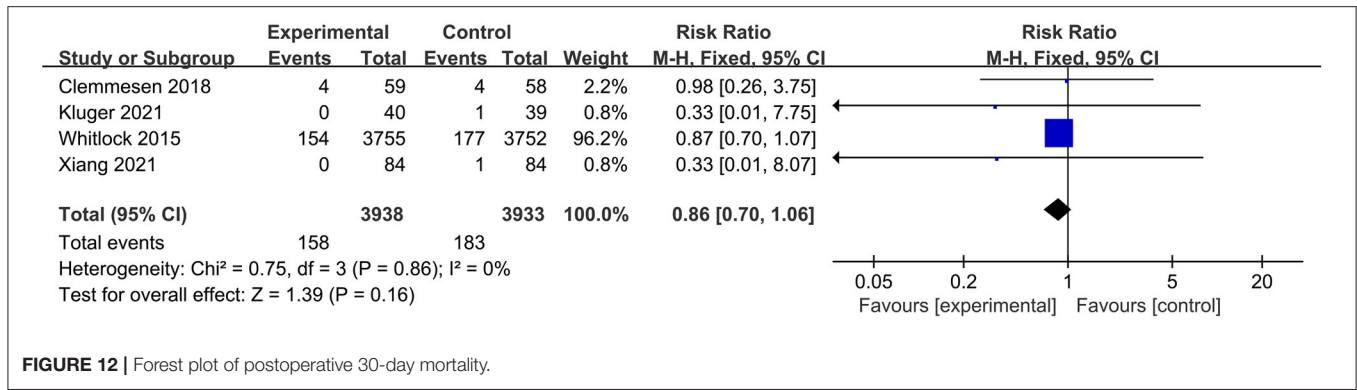 Experimental Control Risk Ratio Risk Ratio
Study or Subgroup Events Total Events Total Weight M-H, Fixed, 95% CI M-H, Fixed, 95% CI
Clemmesen 2018 4 59 4 58 2.2% 0.98 [0.26, 3.75]
Kluger 2021 0 40 1 39 0.8% 0.33 [0.01, 7.75]
Whitlock 2015 154 3755 177 3752 96.2% 0.87 [0.70, 1.07]
Xiang 2021 0 84 1 84 0.8% 0.33 [0.01, 8.07]
Total (95% CI) 3938 3933 100.0% 0.86 [0.70, 1.06]
Total events 158 183
Heterogeneity: Chi² = 0.75, df = 3 (P = 0.86); I² = 0%
Test for overall effect: Z = 1.39 (P = 0.16)
0.05 0.2 1 5 20
Favours [experimental] Favours [control]
FIGURE 12 | Forest plot of postoperative 30-day mortality.